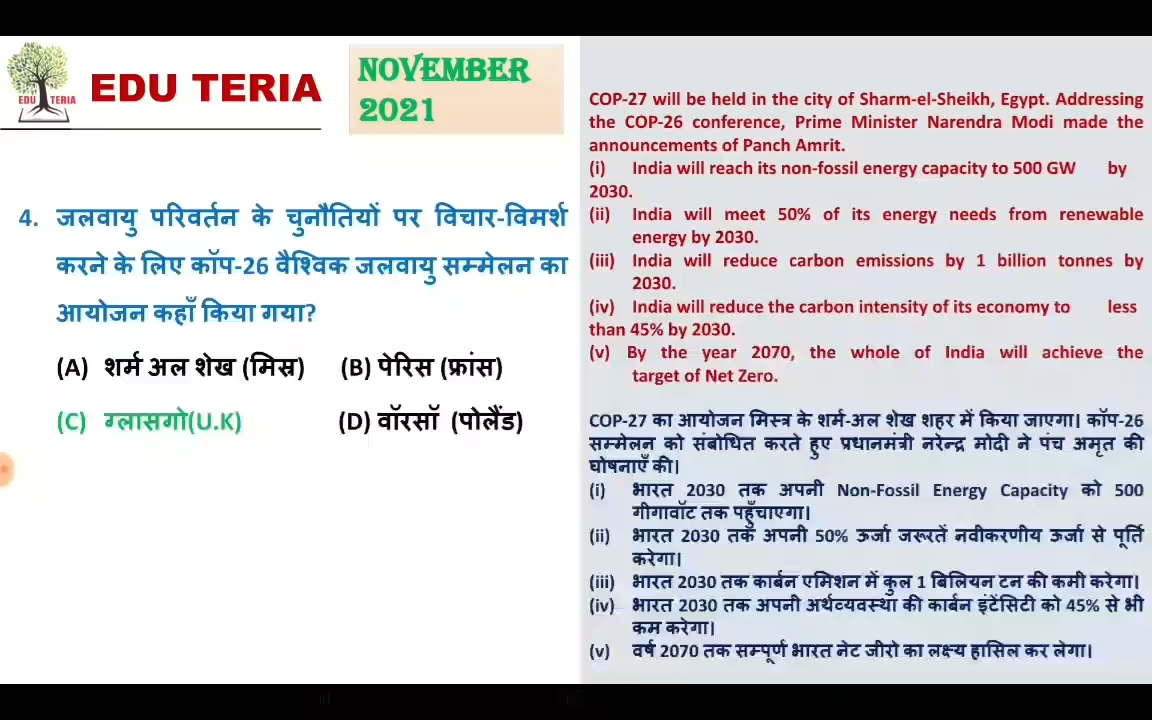 EDU TERIA
EDU TERIA
NOVEMBER
2021
4. जलवायु परिवर्तन के चुनौतियों पर विचार-विमर्श
करने के लिए कॉप-26 वैश्विक जलवायु सम्मेलन का
आयोजन कहाँ किया गया?
(A) शर्म अल शेख (मिस्र) (B) पेरिस (फ्रांस)
(C) ग्लासगो(U.K) (D) वॉरसॉ (पोलैंड)
COP-27 will be held in the city of Sharm-el-Sheikh, Egypt. Addressing
the COP-26 conference, Prime Minister Narendra Modi made the
announcements of Panch Amrit.
(i) India will reach its non-fossil energy capacity to 500 GW by
2030.
(ii) India will meet 50% of its energy needs from renewable
energy by 2030.
(iii) India will reduce carbon emissions by 1 billion tonnes by
2030.
(iv) India will reduce the carbon intensity of its economy to less
than 45% by 2030.
(v) By the year 2070, the whole of India will achieve the
target of Net Zero.
COP-27 का आयोजन मिस्त्र के शर्म-अल शेख शहर में किया जाएगा। कॉप-26
सम्मेलन को संबोधित करते हुए प्रधानमंत्री नरेन्द्र मोदी ने पंच अमृत की
घोषनाएँ की।
(i) भारत 2030 तक अपनी Non-Fossil Energy Capacity को 500
गीगावॉट तक पहुँचाएगा।
(ii) भारत 2030 तक अपनी 50% ऊर्जा जरूरतें नवीकरणीय ऊर्जा से पूर्ति
करेगा।
(iii) भारत 2030 तक कार्बन एमिशन में कुल 1 बिलियन टन की कमी करेगा।
(iv) भारत 2030 तक अपनी अर्थव्यवस्था की कार्बन इंटेंसिटी को 45% से भी
कम करेगा।
(v) वर्ष 2070 तक सम्पूर्ण भारत नेट जीरो का लक्ष्य हासिल कर लेगा।